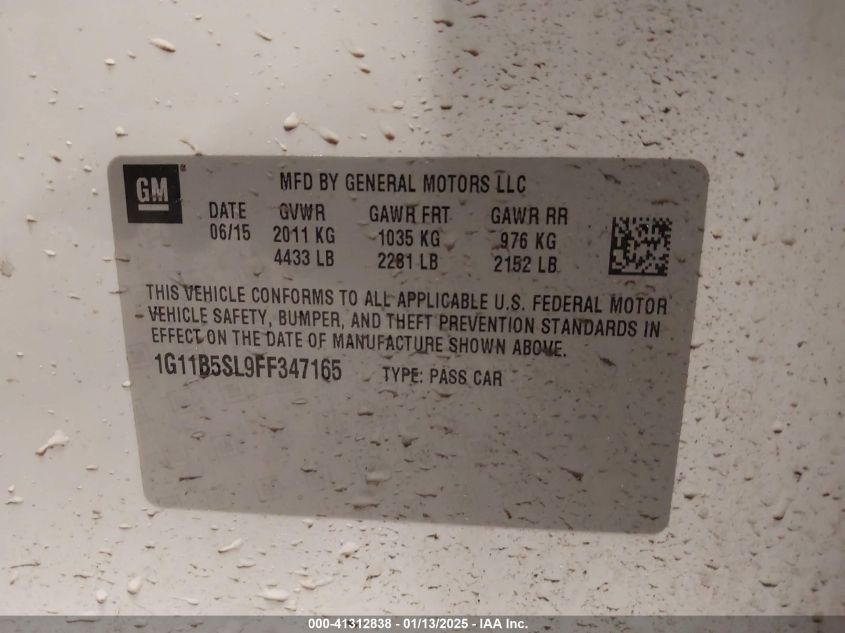 GM
MFD BY GENERAL MOTORS LLC
DATE GVWR GAWR FRT GAWR RR
06/15 2011 KG 1035 KG 976 KG
4433 LB 2281 LB 2152 LB
THIS VEHICLE CONFORMS TO ALL APPLICABLE U.S. FEDERAL MOTOR
VEHICLE SAFETY, BUMPER, AND THEFT PREVENTION STANDARDS IN
EFFECT ON THE DATE OF MANUFACTURE SHOWN ABOVE.
1G11B5SL9FF347165 TYPE: PASS CAR
000-41312838 - 01/13/2025 - IAA Inc.